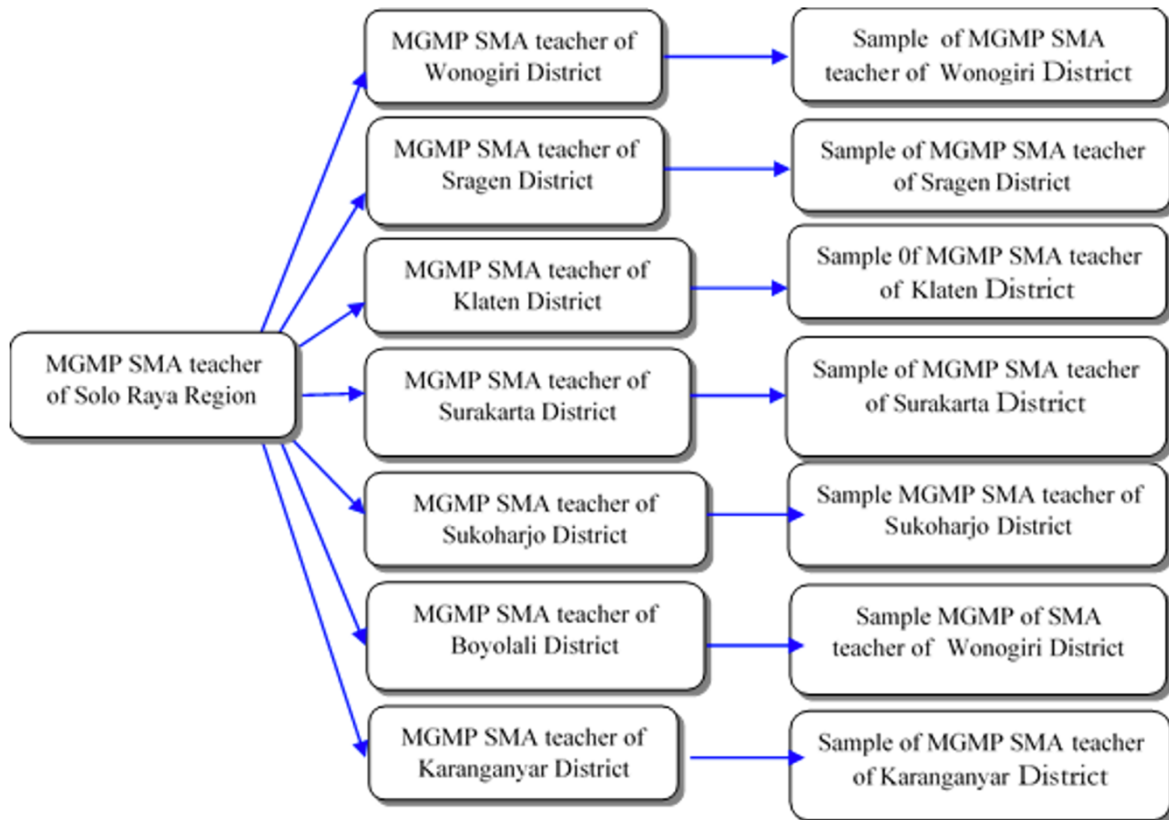 MGMP SMA teacher
of Solo Raya Region
MGMP SMA teacher of
Wonogiri District
Sample of MGMP SMA
teacher of Wonogiri District
MGMP SMA teacher of
Sragen District
Sample of MGMP SMA teacher
of Sragen District
MGMP SMA teacher of
Klaten District
Sample 0f MGMP SMA teacher
of Klaten District
MGMP SMA teacher of
Surakarta District
Sample of MGMP SMA teacher
of Surakarta District
MGMP SMA teacher of
Sukoharjo District
Sample MGMP SMA teacher of
Sukoharjo District
MGMP SMA teacher of
Boyolali District
Sample MGMP of SMA
teacher of Wonogiri District
MGMP SMA teacher of
Karanganyar District
Sample of MGMP SMA teacher
of Karanganyar District